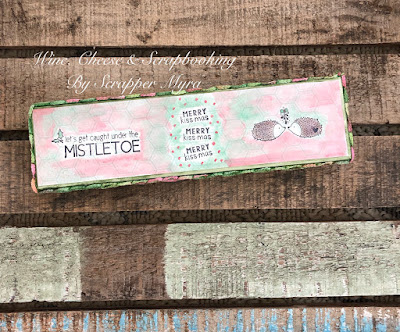 Wine, Cheese & Scrapbooking
By Scrapper Myra
let's get caught under the
MISTLETOE
MERRY
kiss mas
MERRY
kiss mas
MERRY
kiss mas